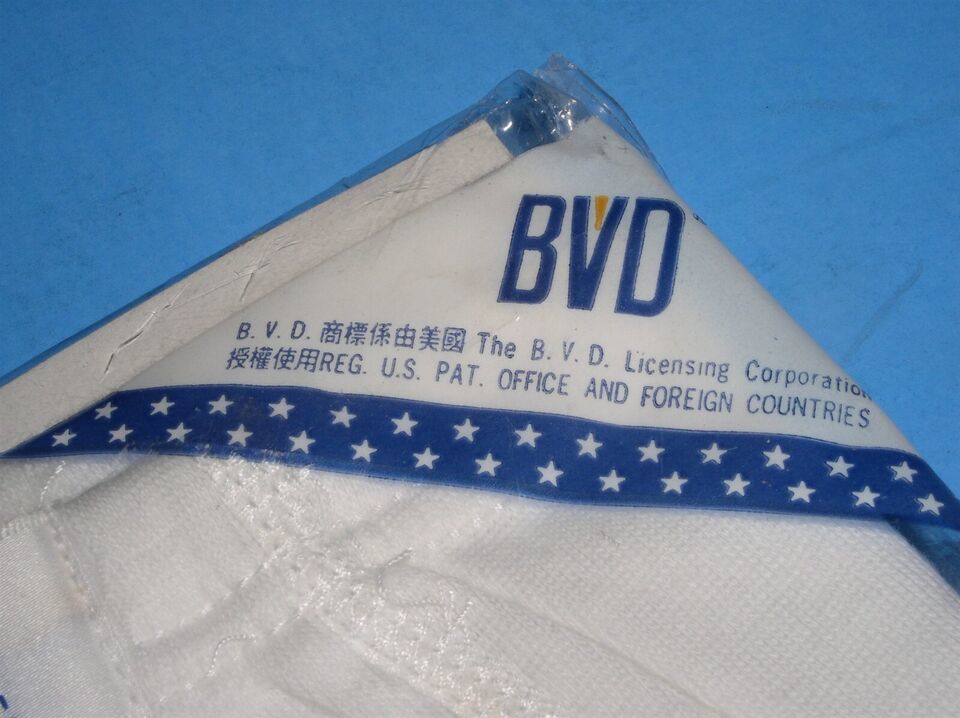 BVD
B. V. D. 商標係由美國 The B. V. D. Licensing Corporation
授權使用REG. U.S. PAT. OFFICE AND FOREIGN COUNTRIES